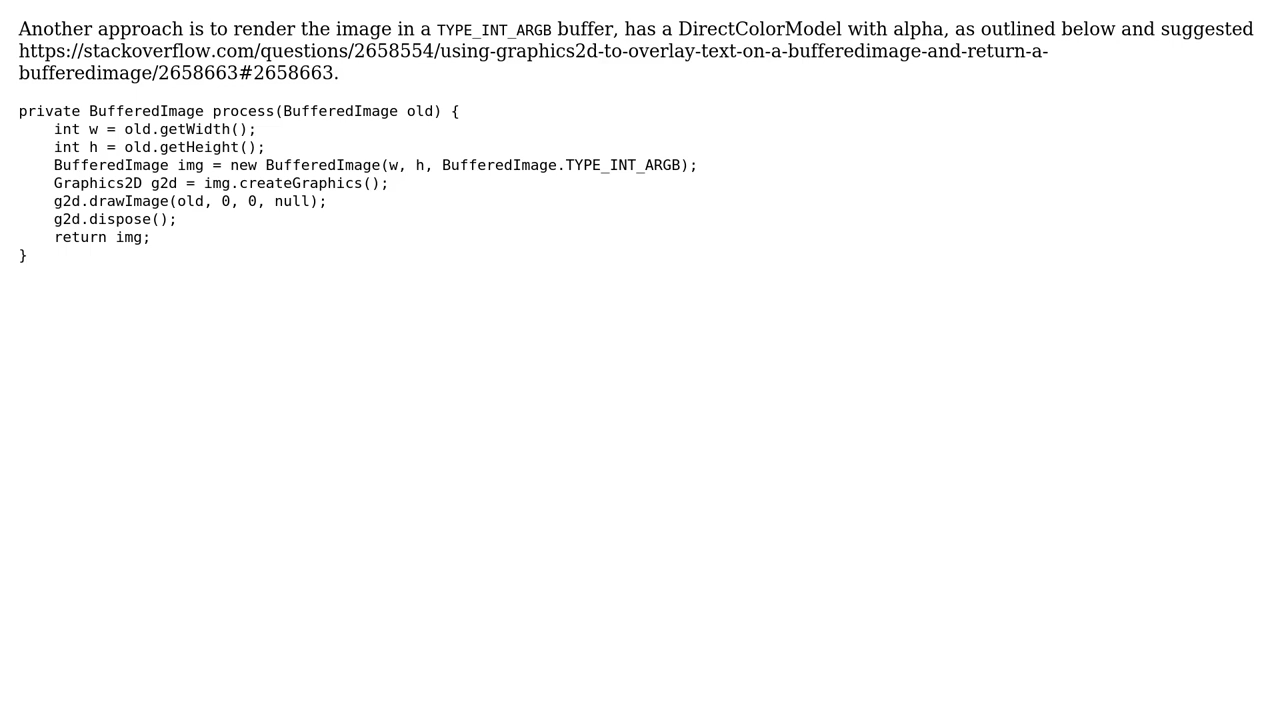 Another approach is to render the image in a TYPE_INT_ARGB buffer, has a DirectColorModel with alpha, as outlined below and suggested
https://stackoverflow.com/questions/2658554/using-graphics2d-to-overlay-text-on-a-bufferedimage-and-return-a-
bufferedimage/2658663#2658663.
private BufferedImage process(BufferedImage old) {
    int w = old.getWidth();
    int h = old.getHeight();
    BufferedImage img = new BufferedImage(w, h, BufferedImage.TYPE_INT_ARGB);
    Graphics2D g2d = img.createGraphics();
    g2d.drawImage(old, 0, 0, null);
    g2d.dispose();
    return img;
}